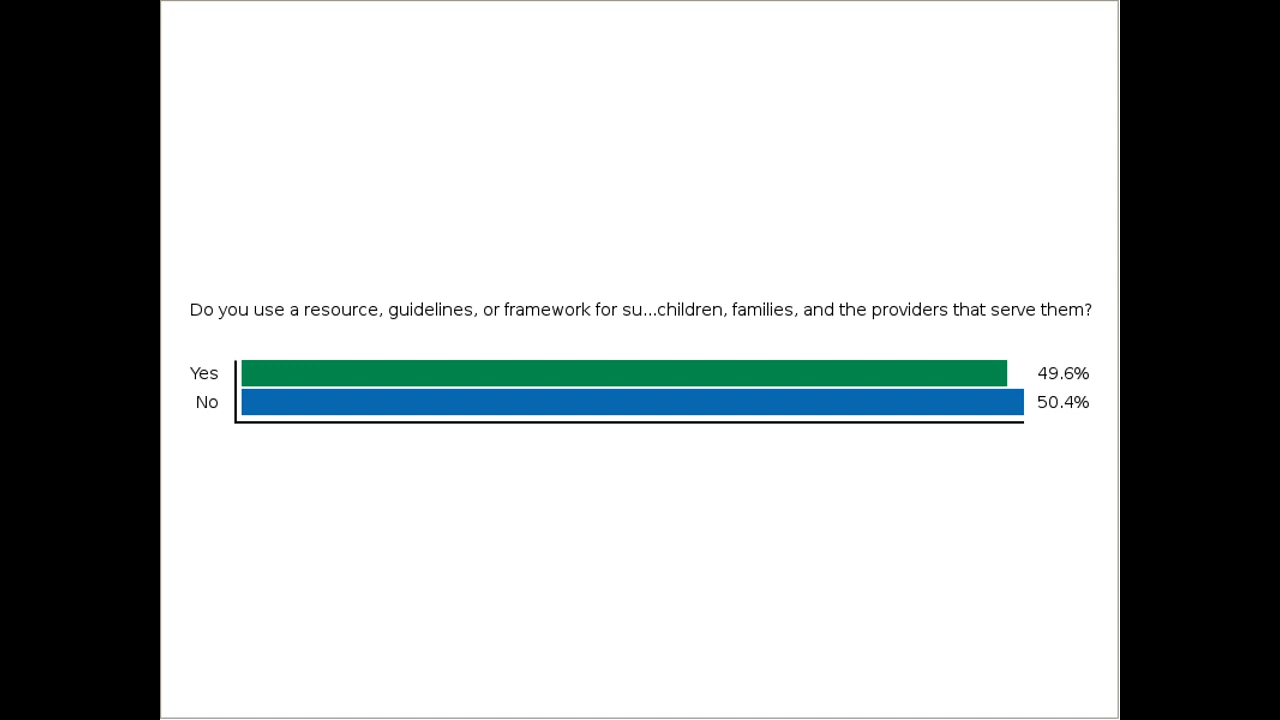 Do you use a resource, guidelines, or framework for su...children, families, and the providers that serve them?
Yes 49.6%
No 50.4%